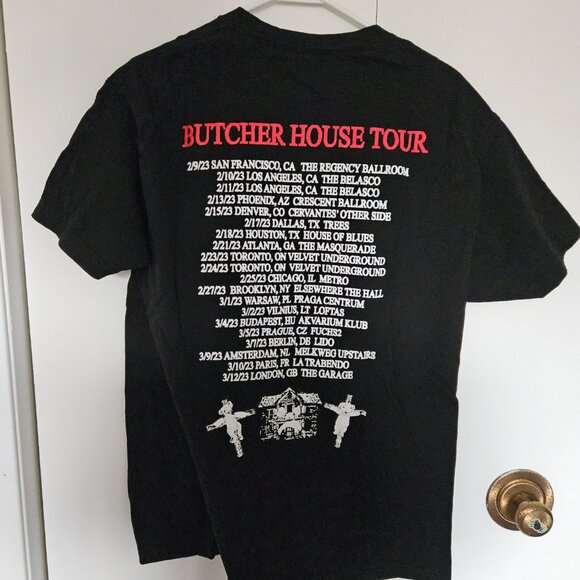 BUTCHER HOUSE TOUR
2/9/23 SAN FRANCISCO, CA THE REGENCY BALLROOM
2/10/23 LOS ANGELES, CA THE BELASCO
2/11/23 LOS ANGELES, CA THE BELASCO
2/13/23 PHOENIX, AZ CRESCENT BALLROOM
2/15/23 DENVER, CO CERVANTES' OTHER SIDE
2/17/23 DALLAS, TX TREES
2/18/23 HOUSTON, TX HOUSE OF BLUES
2/21/23 ATLANTA, GA THE MASQUERADE
2/23/23 TORONTO, ON VELVET UNDERGROUND
2/24/23 TORONTO, ON VELVET UNDERGROUND
2/25/23 CHICAGO, IL METRO
2/27/23 BROOKLYN, NY ELSEWHERE THE HALL
3/1/23 WARSAW, PL PRAGA CENTRUM
3//2/23 VILNIUS, LT LOFTAS
3/4/23 BUDAPEST, HU AKVARIUM KLUB
3/5/23 PRAGUE, CZ FUCHS2
3/7/23 BERLIN, DE LIDO
3/9/23 AMSTERDAM, NL MELKWEG UPSTAIRS
3/10/23 PARIS, FR LA TRABENDO
3/12/23 LONDON, GB THE GARAGE